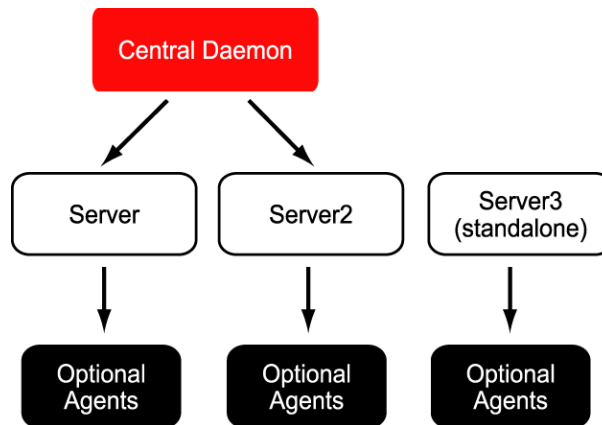 Central Daemon
Server
Server2
Server3
(standalone)
Optional
Agents
Optional
Agents
Optional
Agents